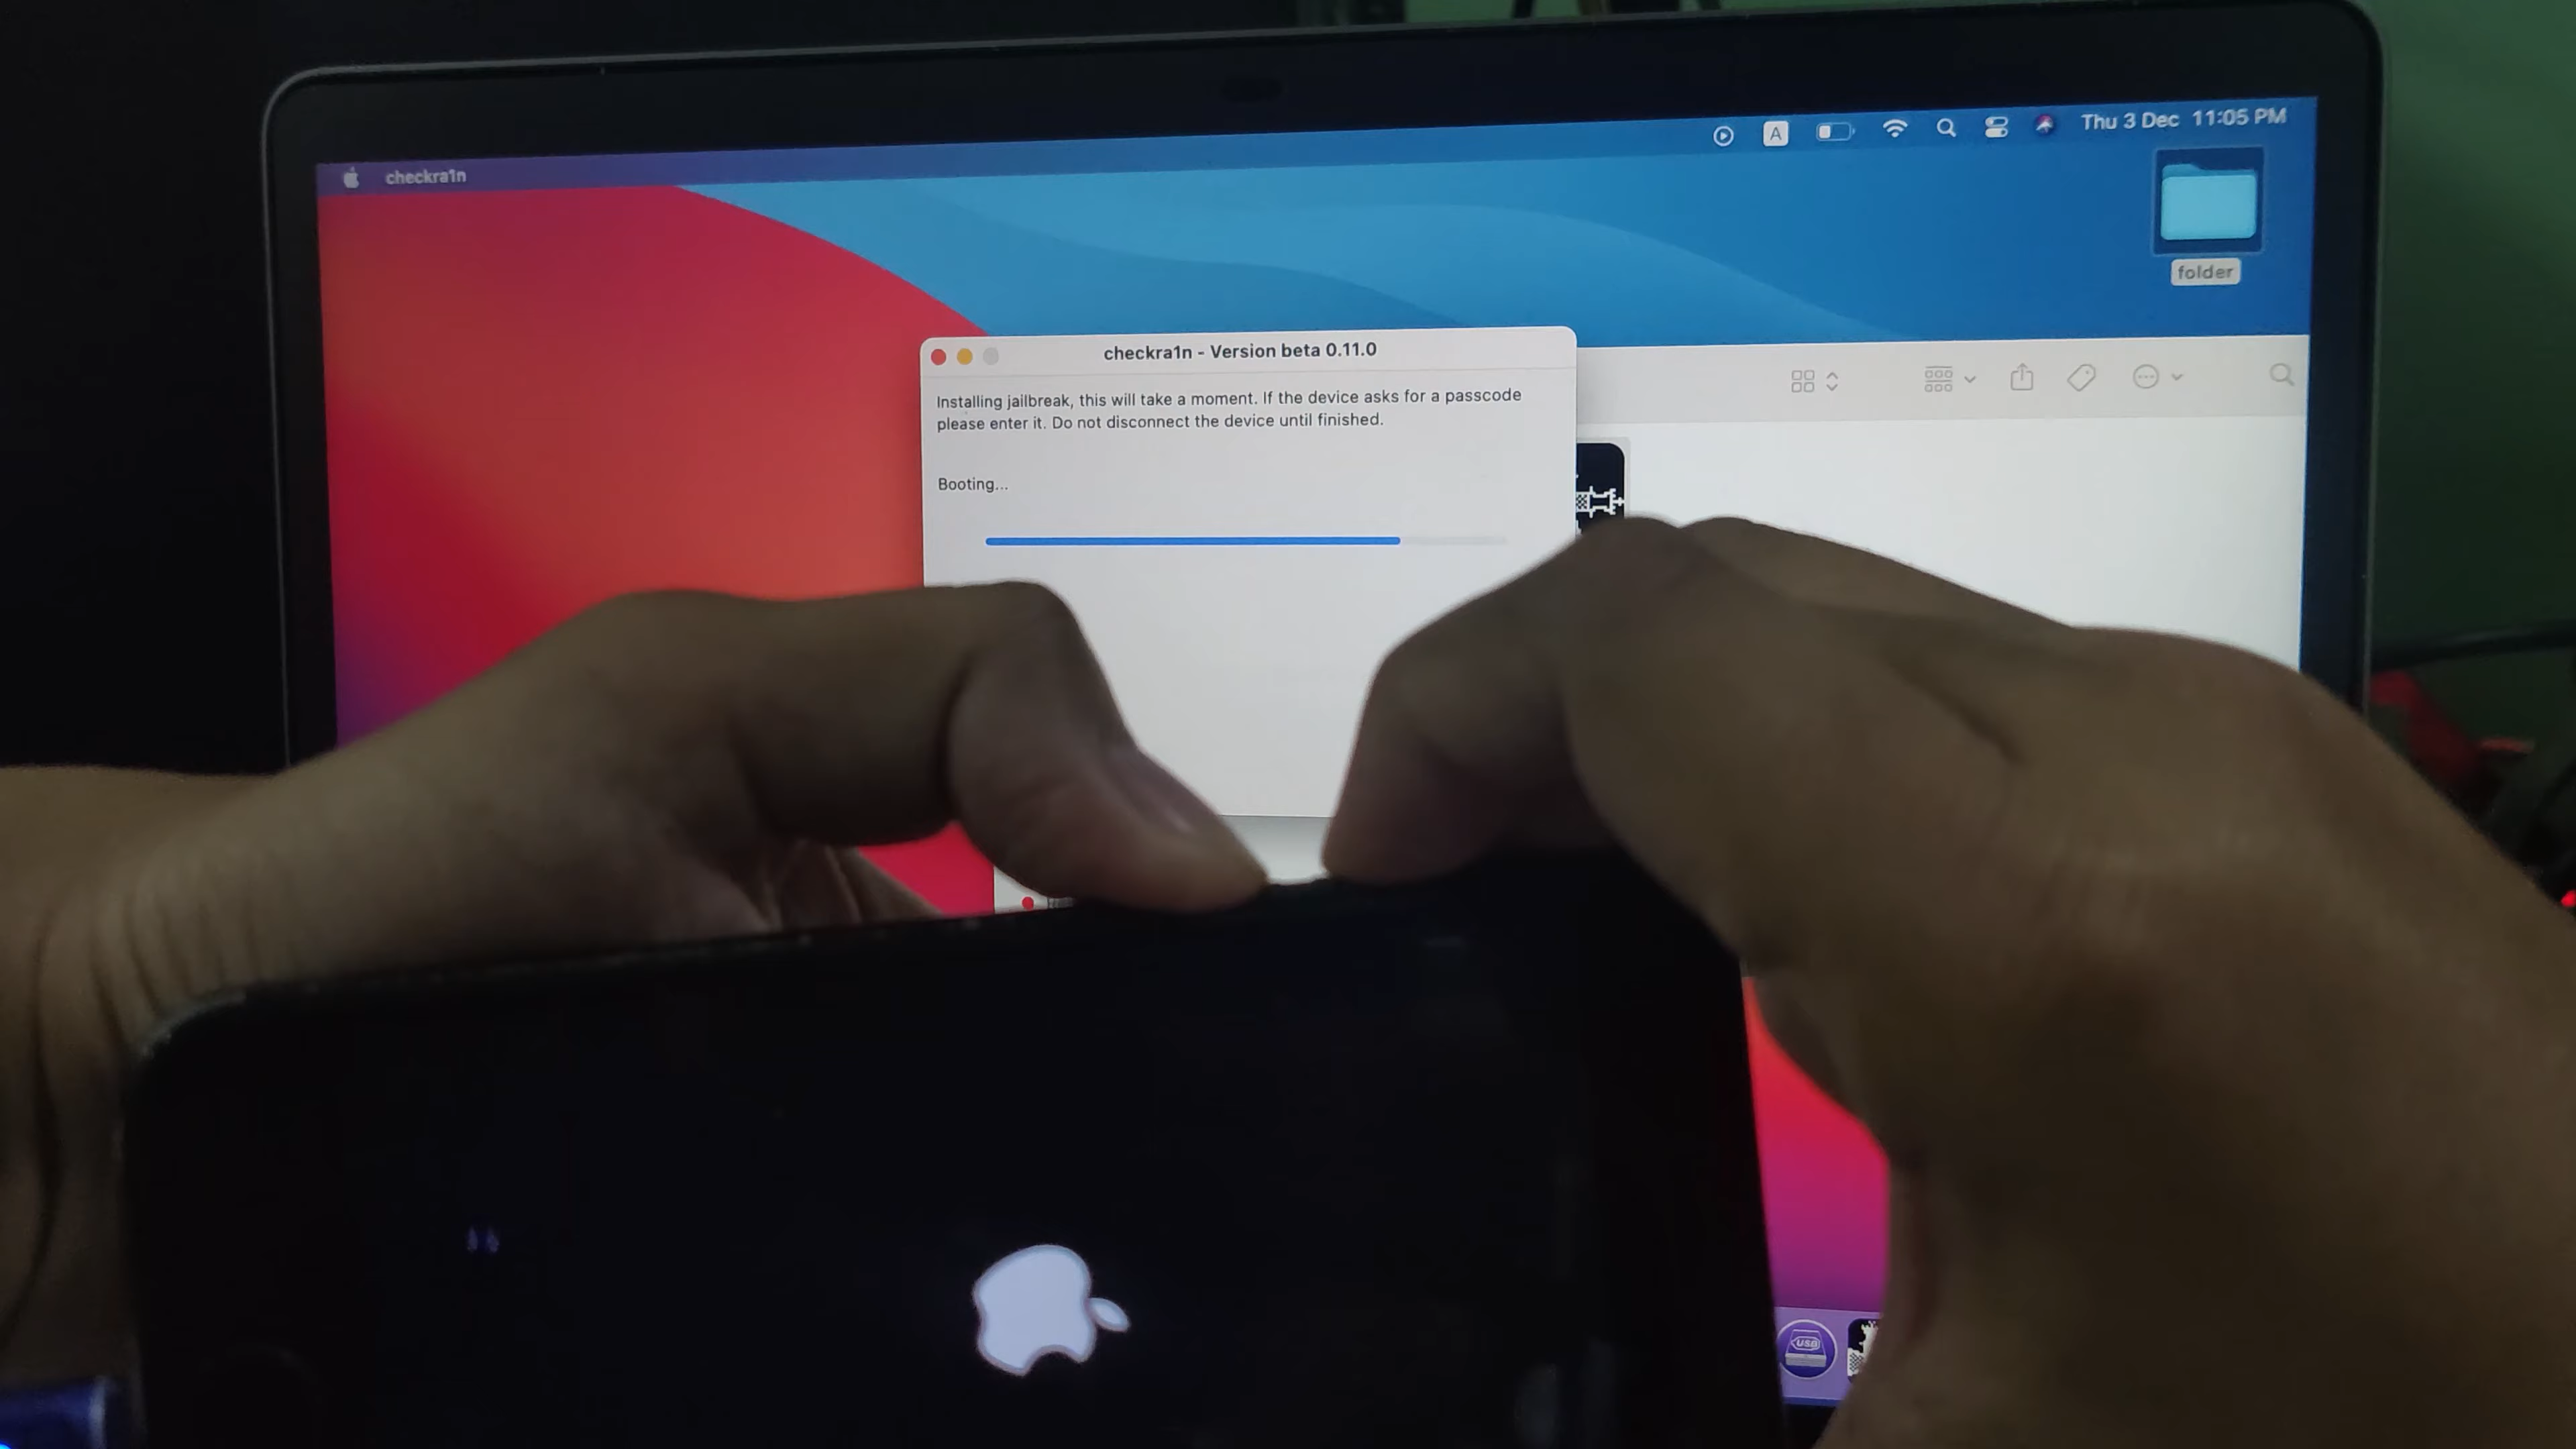 checkra1n
A
Thu 3 Dec 11:05 PM
folder
checkra1n - Version beta 0.11.0
Installing jailbreak, this will take a moment. If the device asks for a passcode
please enter it. Do not disconnect the device until finished.
Booting...
USB